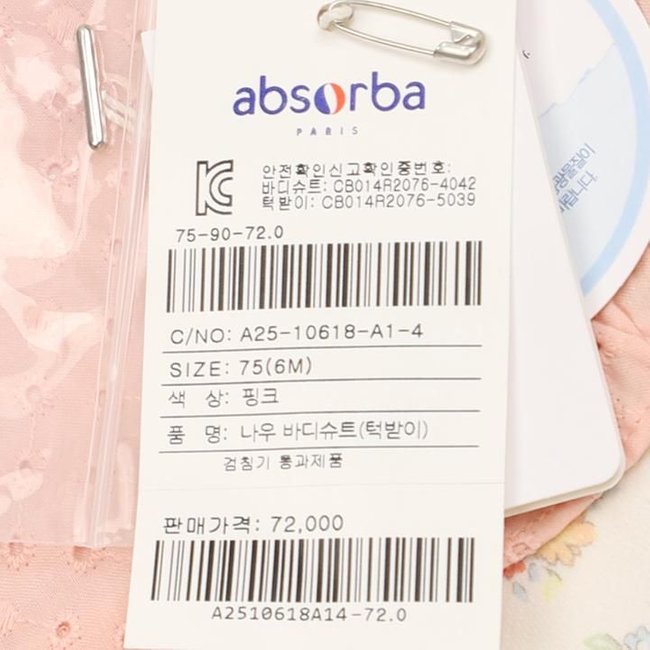 absorba
PARIS
안전확인신고확인증번호:
바디슈트: CB014R2076-4042
턱받이: CB014R2076-5039
75-90-72.0
C/NO: A25-10618-A1-4
SIZE: 75(6M)
색 상: 핑크
품 명: 나우 바디슈트(턱받이)
검침기 통과제품
판매가격: 72,000
A2510618A14-72.0